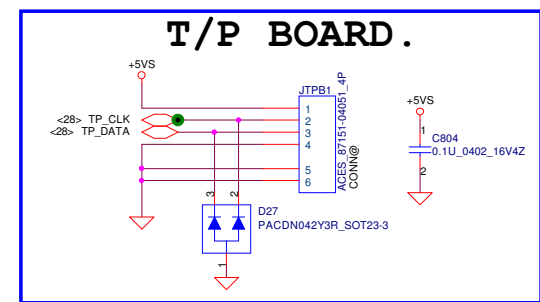 T/P BOARD.
+5VS
JTPB1
1
<28> TP_CLK
2
<28> TP_DATA
3
4
5
6
ACES_87151-04051_4P
CONN@
+5VS
1
C804
0.1U_0402_16V4Z
2
3
2
D27
PACDN042Y3R_SOT23-3
1